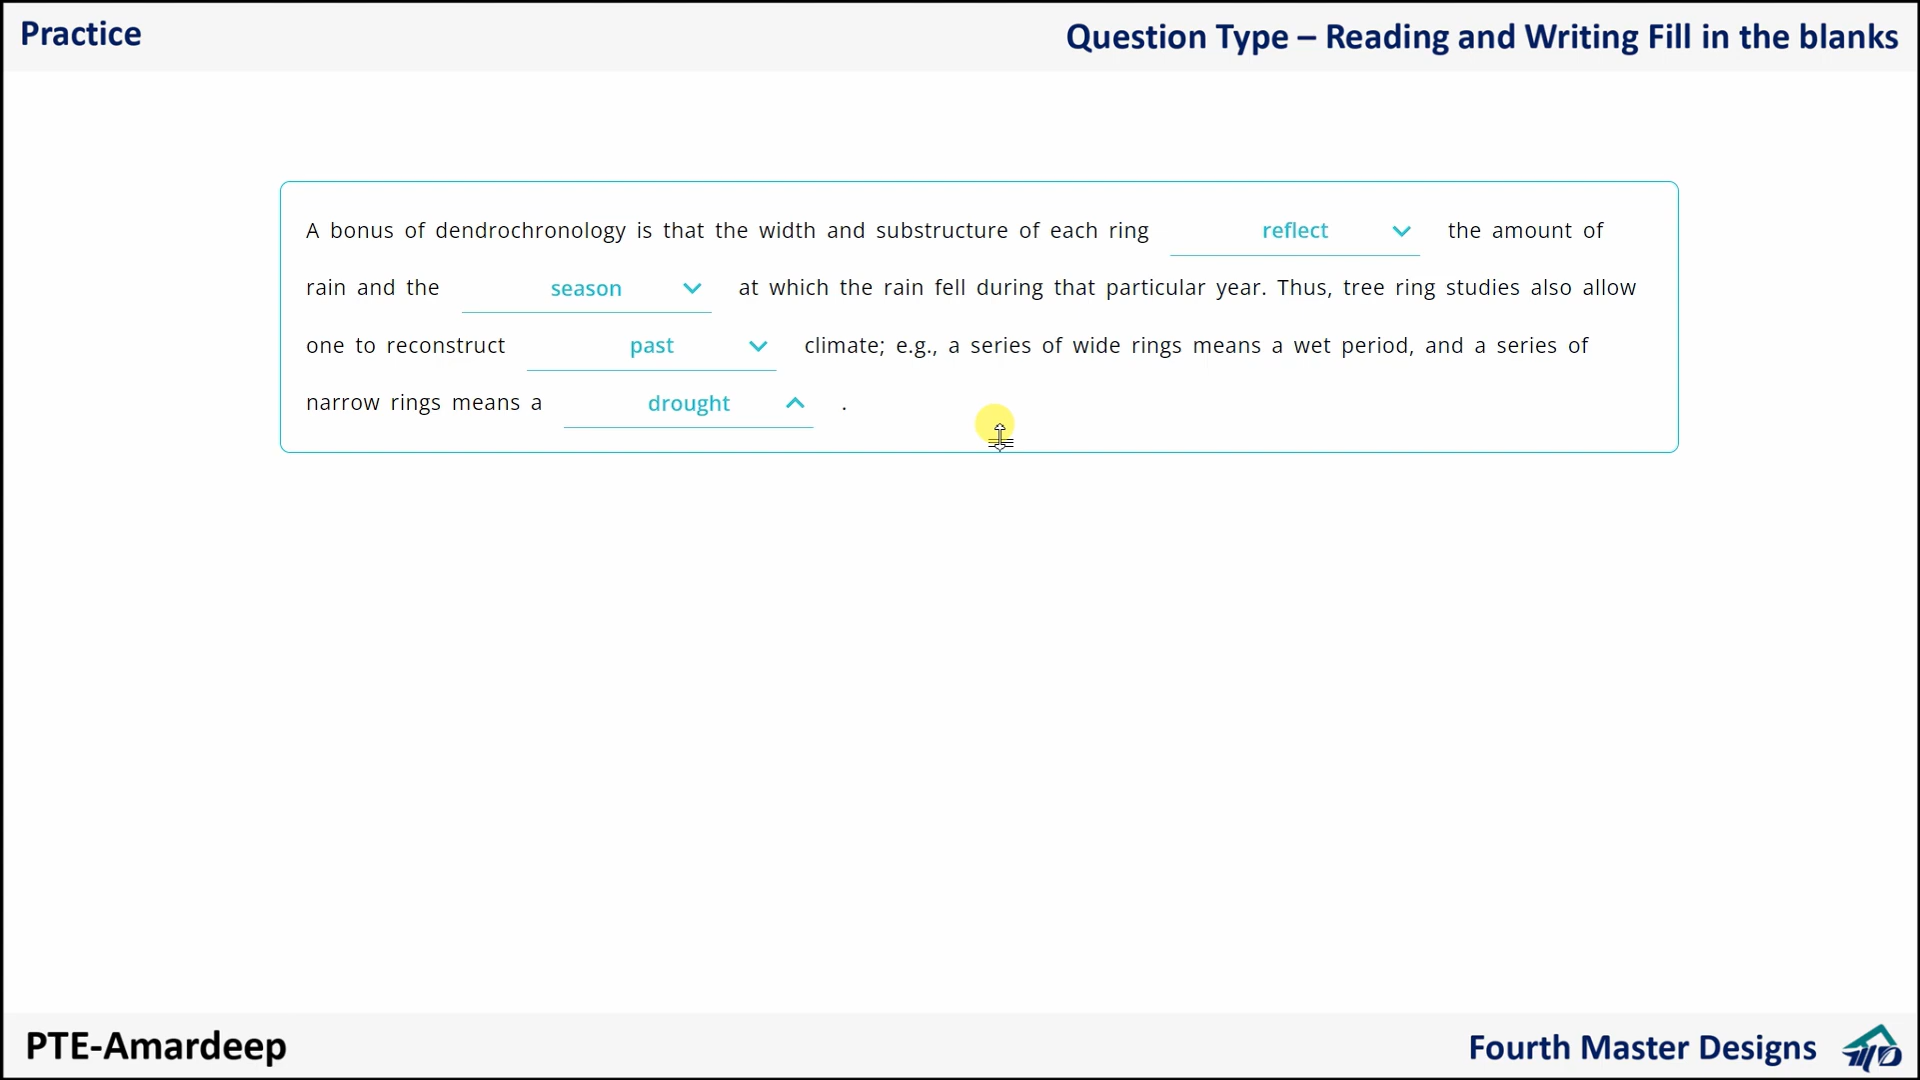 Practice
Question Type – Reading and Writing Fill in the blanks
A bonus of dendrochronology is that the width and substructure of each ring reflect the amount of
rain and the season at which the rain fell during that particular year. Thus, tree ring studies also allow
one to reconstruct past climate; e.g., a series of wide rings means a wet period, and a series of
narrow rings means a drought .
PTE-Amardeep
Fourth Master Designs